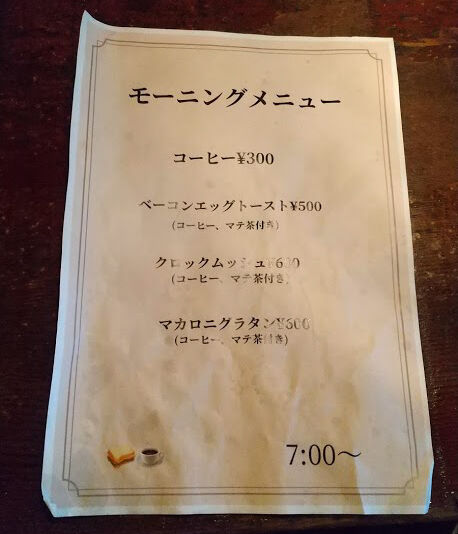 モーニングメニュー
コーヒー¥300
ベーコンエッグトースト¥500
(コーヒー、マテ茶付き)
クロックムッシュ¥600
(コーヒー、マテ茶付き)
マカロニグラタン¥600
(コーヒー、マテ茶付き)
7:00〜